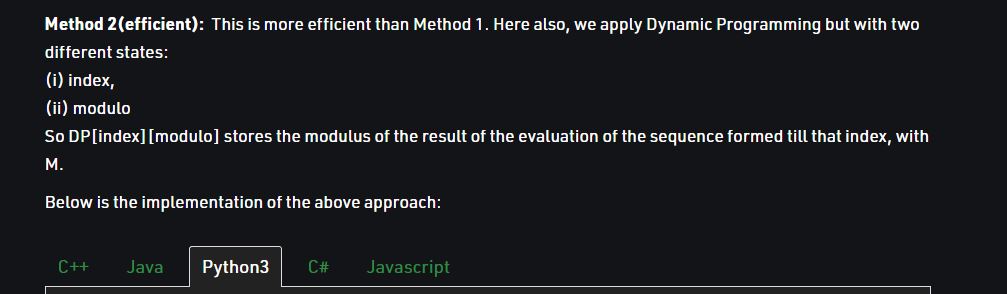 Method 2(efficient): This is more efficient than Method 1. Here also, we apply Dynamic Programming but with two
different states:
(i) index,
(ii) modulo
So DP[index][modulo] stores the modulus of the result of the evaluation of the sequence formed till that index, with
M.
Below is the implementation of the above approach:
C++ Java Python3 C# Javascript